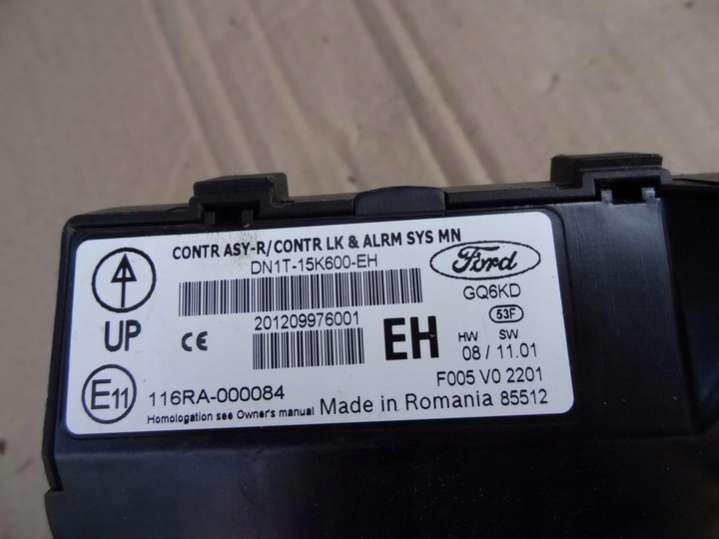 CONTR ASY-R/CONTR LK & ALRM SYS MN
DN1T-15K600-EH
Ford
GQ6KD
UP
CE
201209976001
EH
53F
HW SW
08 / 11.01
E11
116RA-000084
F005 V0 2201
Homologation see Owner's manual
Made in Romania 85512